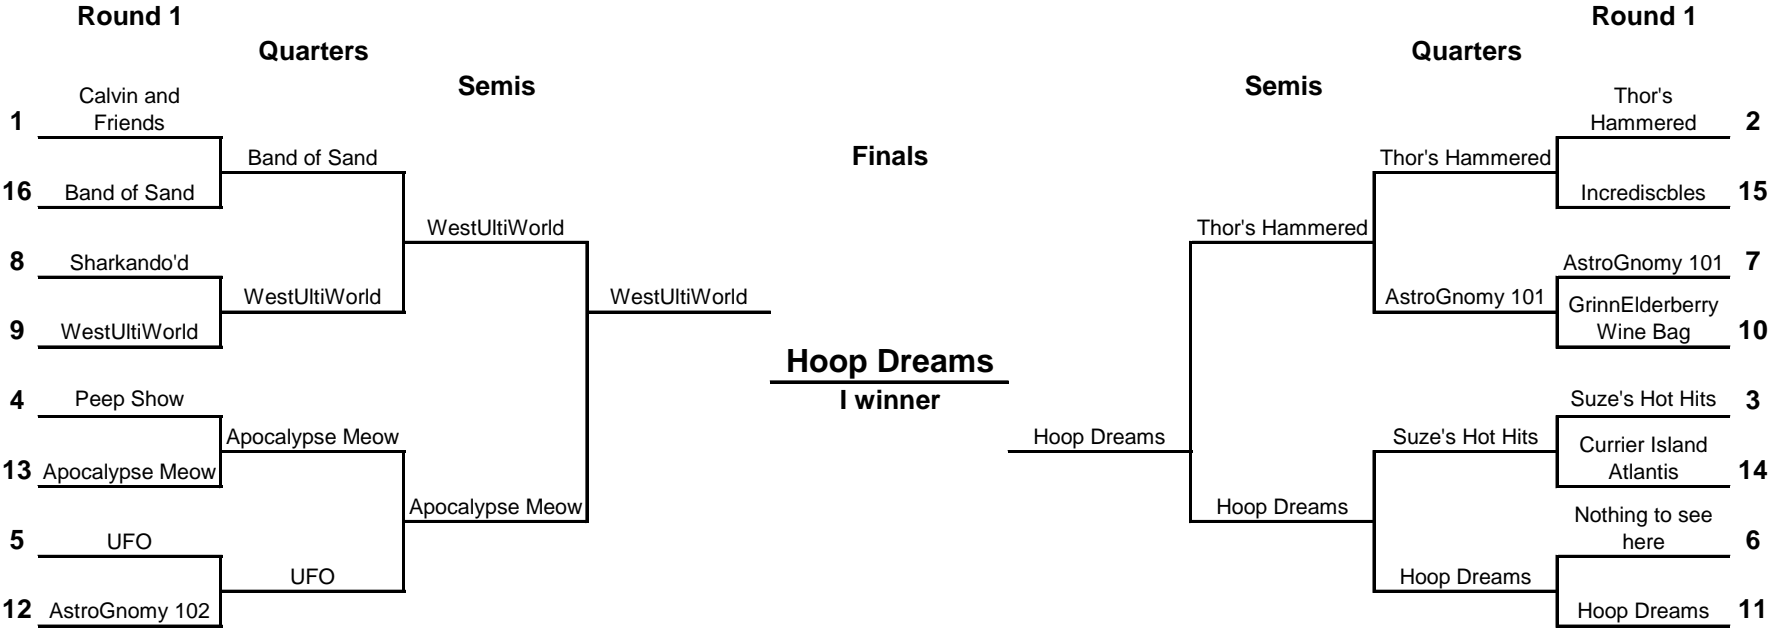 Round 1
Round 1
Quarters
Quarters
Semis
Semis
Finals
Calvin and
1 Friends
Band of Sand
16 Band of Sand
WestUltiWorld
8 Sharkando'd
WestUltiWorld
9 WestUltiWorld
WestUltiWorld
4 Peep Show
Apocalypse Meow
13 Apocalypse Meow
Apocalypse Meow
5 UFO
UFO
12 AstroGnomy 102
Hoop Dreams
I winner
Thor's
Hammered 2
Thor's Hammered
Incrediscbles 15
Thor's Hammered
AstroGnomy 101 7
AstroGnomy 101
GrinnElderberry
Wine Bag 10
Hoop Dreams
Suze's Hot Hits 3
Suze's Hot Hits
Currier Island
Atlantis 14
Hoop Dreams
Nothing to see
here 6
Hoop Dreams
Hoop Dreams 11